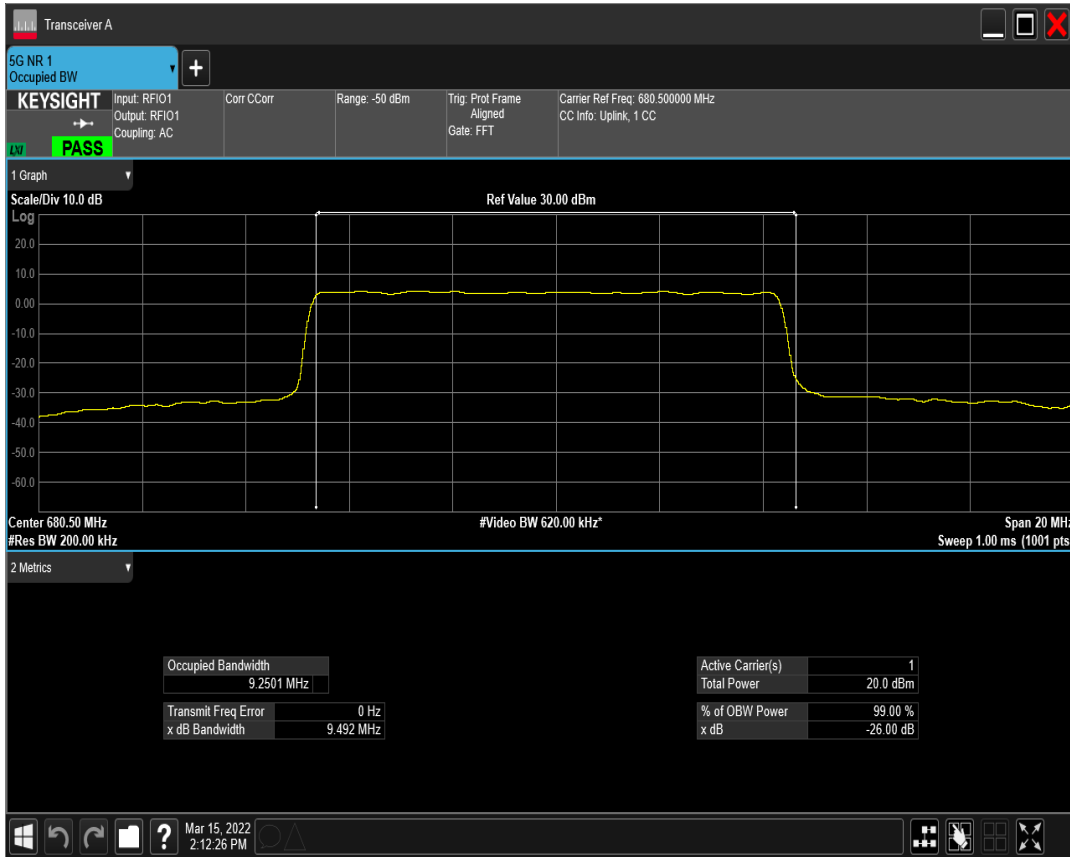 Transceiver A
5G NR 1
Occupied BW
KEYSIGHT
LXI
PASS
Input: RFIO1
Output: RFIO1
Coupling: AC
Corr CCorr
Range: -50 dBm
Trig: Prot Frame
Aligned
Gate: FFT
Carrier Ref Freq: 680.500000 MHz
CC Info: Uplink, 1 CC
1 Graph
Scale/Div 10.0 dB
Ref Value 30.00 dBm
Log
20.0
10.0
0.00
-10.0
-20.0
-30.0
-40.0
-50.0
-60.0
Center 680.50 MHz
#Video BW 620.00 kHz*
Span 20 MHz
#Res BW 200.00 kHz
Sweep 1.00 ms (1001 pts
2 Metrics
Occupied Bandwidth
9.2501 MHz
Transmit Freq Error 0 Hz
x dB Bandwidth 9.492 MHz
Active Carrier(s) 1
Total Power 20.0 dBm
% of OBW Power 99.00 %
x dB -26.00 dB
?
Mar 15, 2022
2:12:26 PM